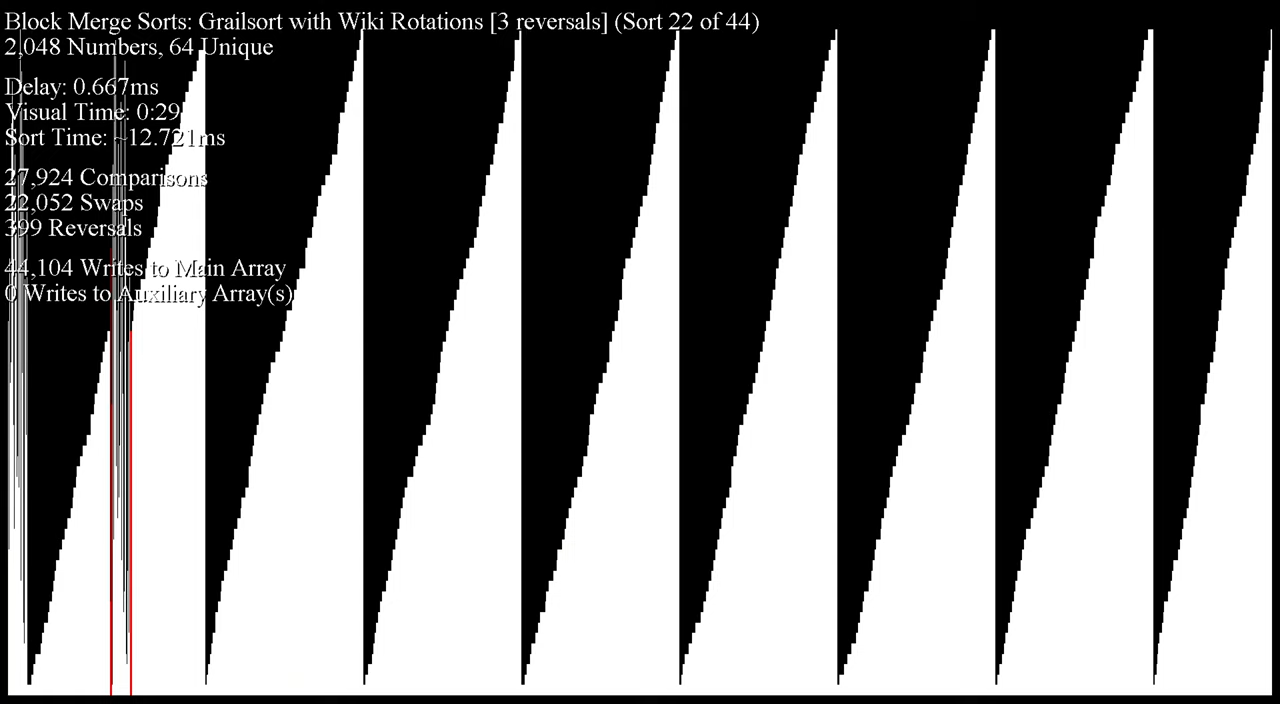 Block Merge Sorts: Grailsort with Wiki Rotations [3 reversals] (Sort 22 of 44)
2,048 Numbers, 64 Unique
Delay: 0.667ms
Visual Time: 0:29
Sort Time: ~12.721ms
27,924 Comparisons
22,052 Swaps
399 Reversals
44,104 Writes to Main Array
0 Writes to Auxiliary Array(s)